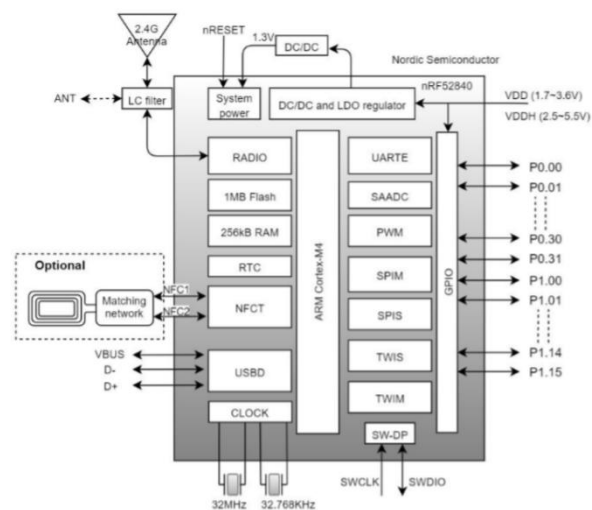 2.4G
Antenna
nRESET
1.3V
DC/DC
Nordic Semiconductor
nRF52840
ANT
LC filter
System
power
DC/DC and LDO regulator
VDD (1.7~3.6V)
VDDH (2.5~5.5V)
RADIO
1MB Flash
256kB RAM
RTC
NFCT
USBD
CLOCK
ARM Cortex-M4
UARTE
SAADC
PWM
SPIM
SPIS
TWIS
TWIM
SW-DP
GPIO
P0.00
P0.01
P0.30
P0.31
P1.00
P1.01
P1.14
P1.15
Optional
Matching
network
NFC1
NFC2
VBUS
D-
D+
32MHz
32.768KHz
SWCLK
SWDIO